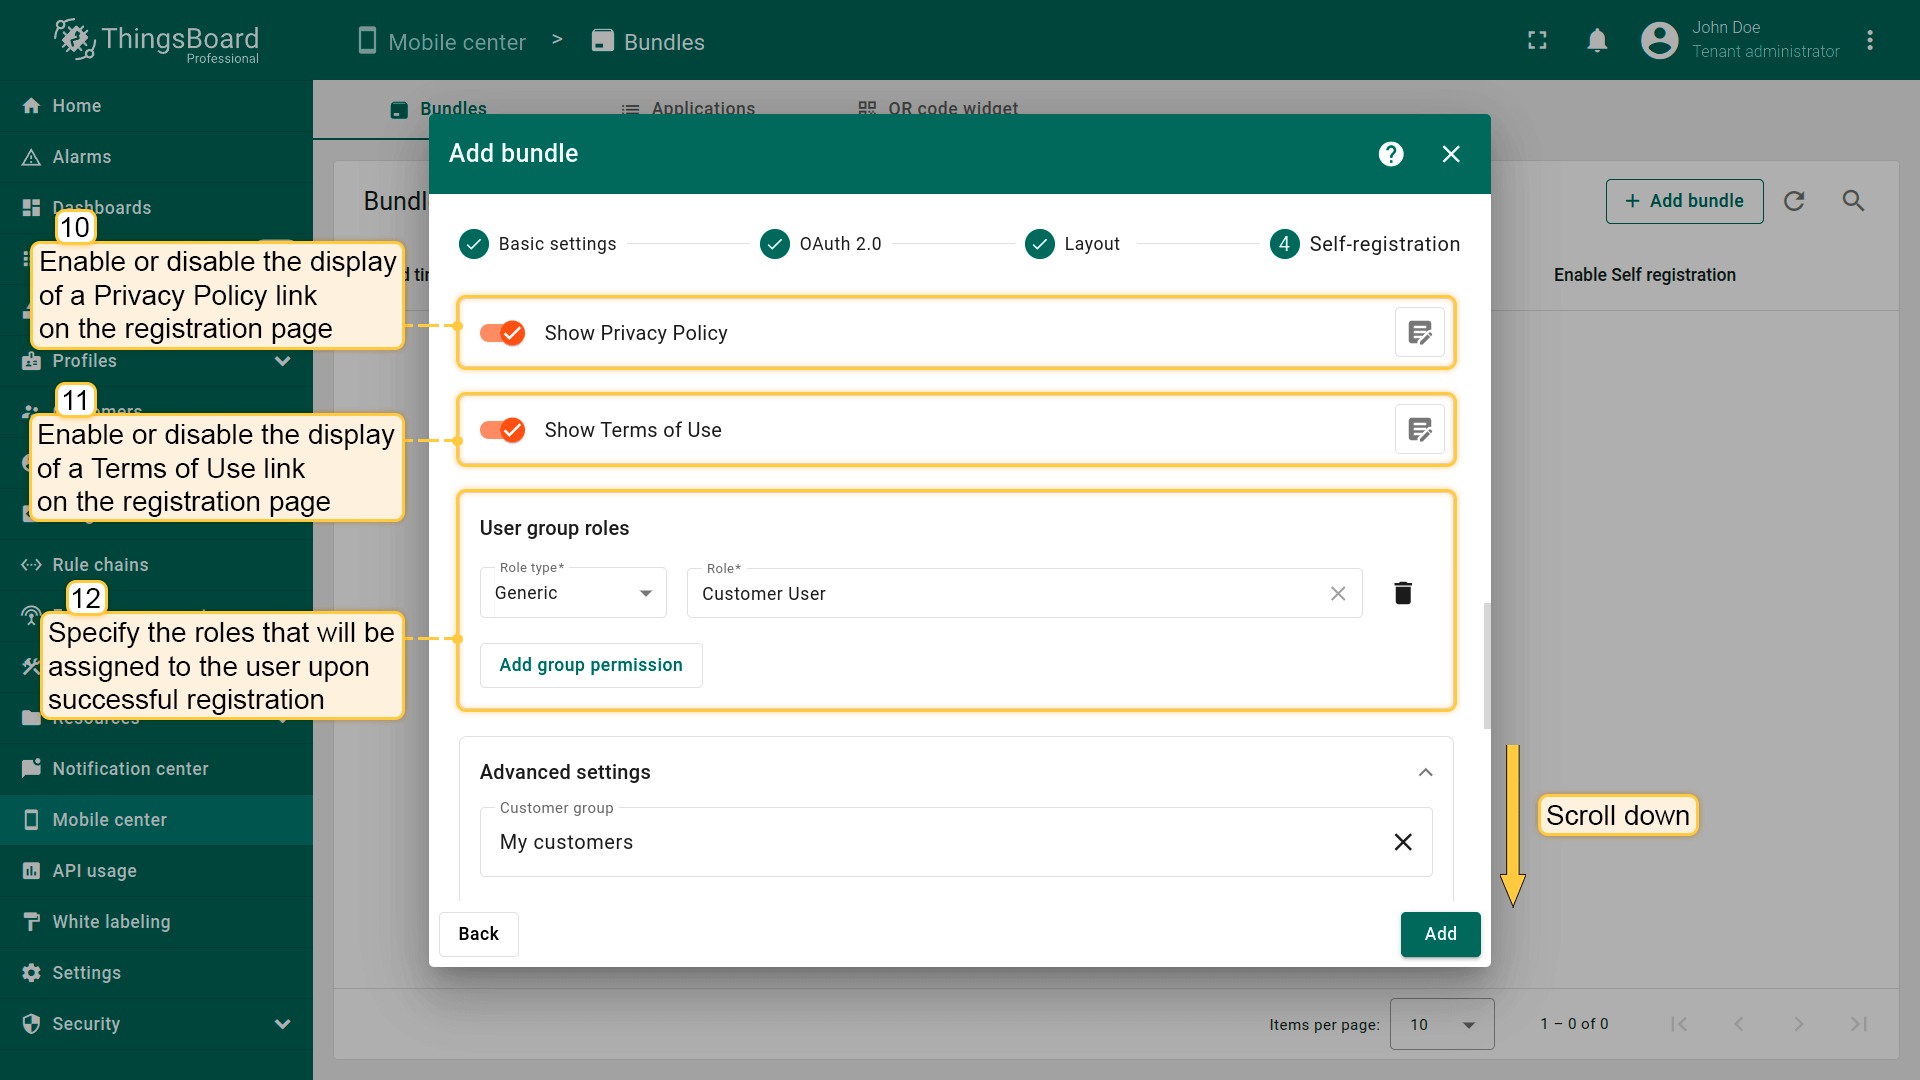 ThingsBoard
Professional
Mobile center > Bundles
John Doe
Tenant administrator
Home
Alarms
Dashboards
Profiles
Rule chains
Resources
Notification center
Mobile center
API usage
White labeling
Settings
Security
Bundles
Applications
QR code widget
Add bundle
Enable Self registration
Add bundle
Basic settings
OAuth 2.0
Layout
4 Self-registration
10
Enable or disable the display
of a Privacy Policy link
on the registration page
Show Privacy Policy
11
Enable or disable the display
of a Terms of Use link
on the registration page
Show Terms of Use
12
Specify the roles that will be
assigned to the user upon
successful registration
User group roles
Role type*
Generic
Role*
Customer User
Add group permission
Advanced settings
Customer group
My customers
Scroll down
Back
Add
Items per page:
10
1 – 0 of 0